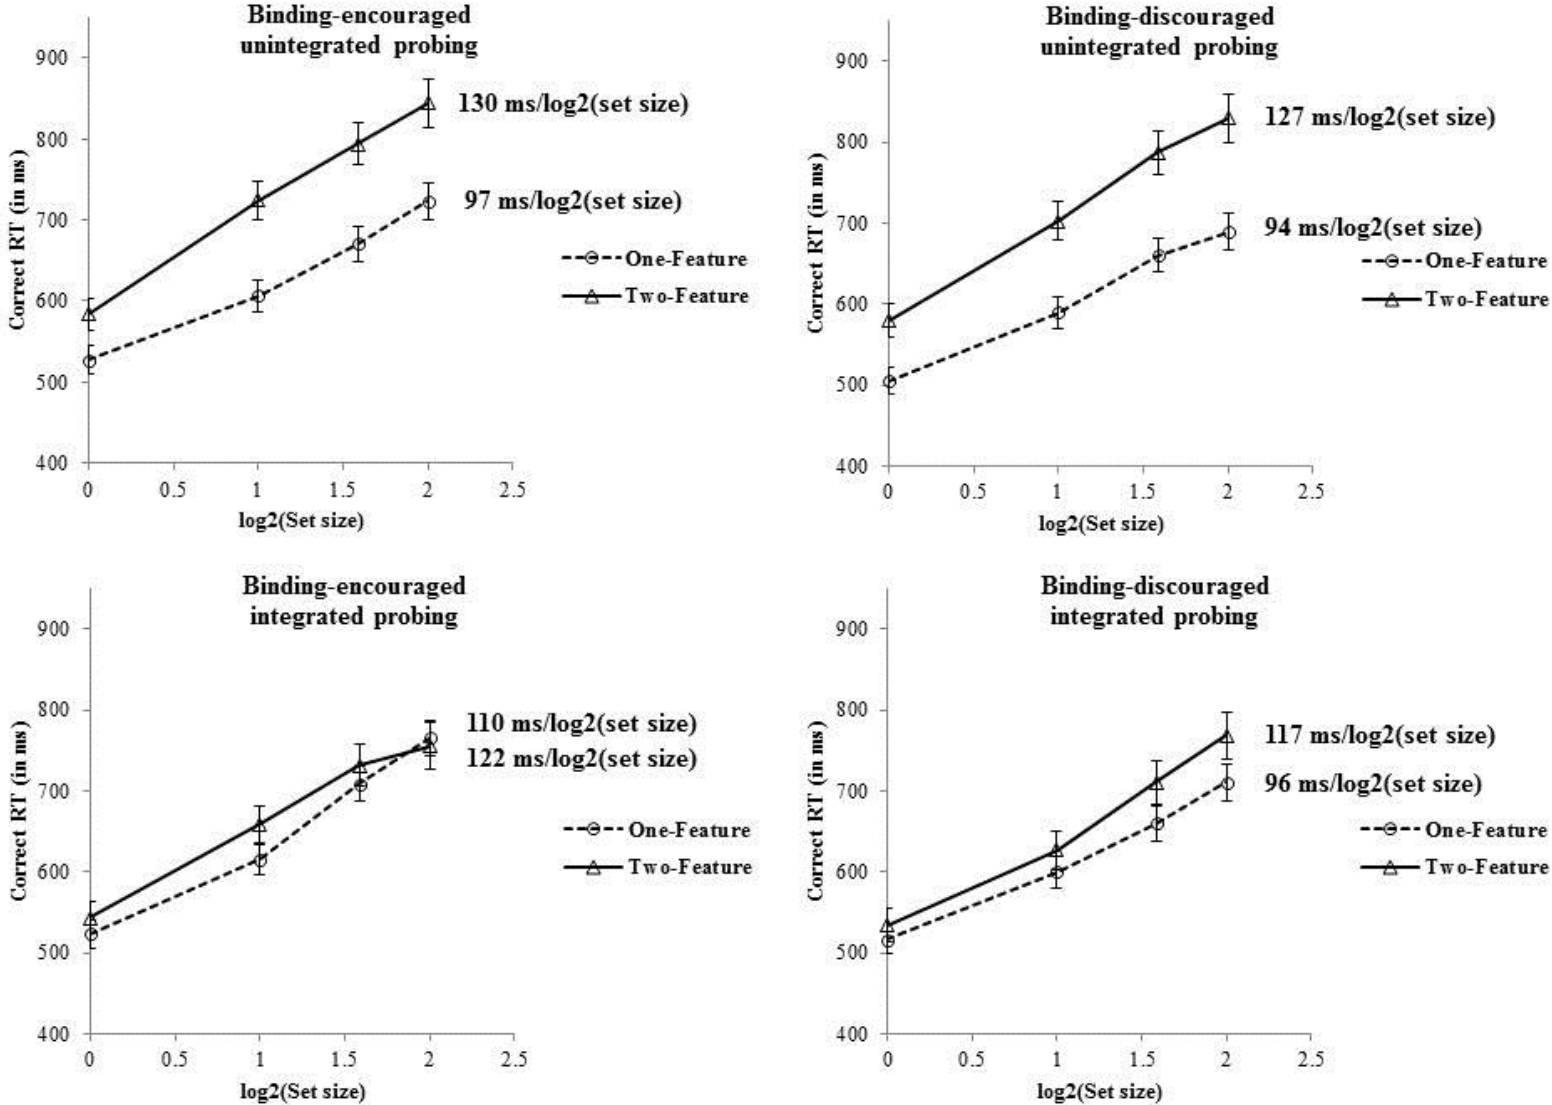 Binding-encouraged
unintegrated probing
900
800
700
600
500
400
0
0.5
1
1.5
2
2.5
Correct RT (in ms)
log2(Set size)
130 ms/log2(set size)
97 ms/log2(set size)
One-Feature
Two-Feature
Binding-discouraged
unintegrated probing
900
800
700
600
500
400
0
0.5
1
1.5
2
2.5
Correct RT (in ms)
log2(Set size)
127 ms/log2(set size)
94 ms/log2(set size)
One-Feature
Two-Feature
Binding-encouraged
integrated probing
900
800
700
600
500
400
0
0.5
1
1.5
2
2.5
Correct RT (in ms)
log2(Set size)
110 ms/log2(set size)
122 ms/log2(set size)
One-Feature
Two-Feature
Binding-discouraged
integrated probing
900
800
700
600
500
400
0
0.5
1
1.5
2
2.5
Correct RT (in ms)
log2(Set size)
117 ms/log2(set size)
96 ms/log2(set size)
One-Feature
Two-Feature